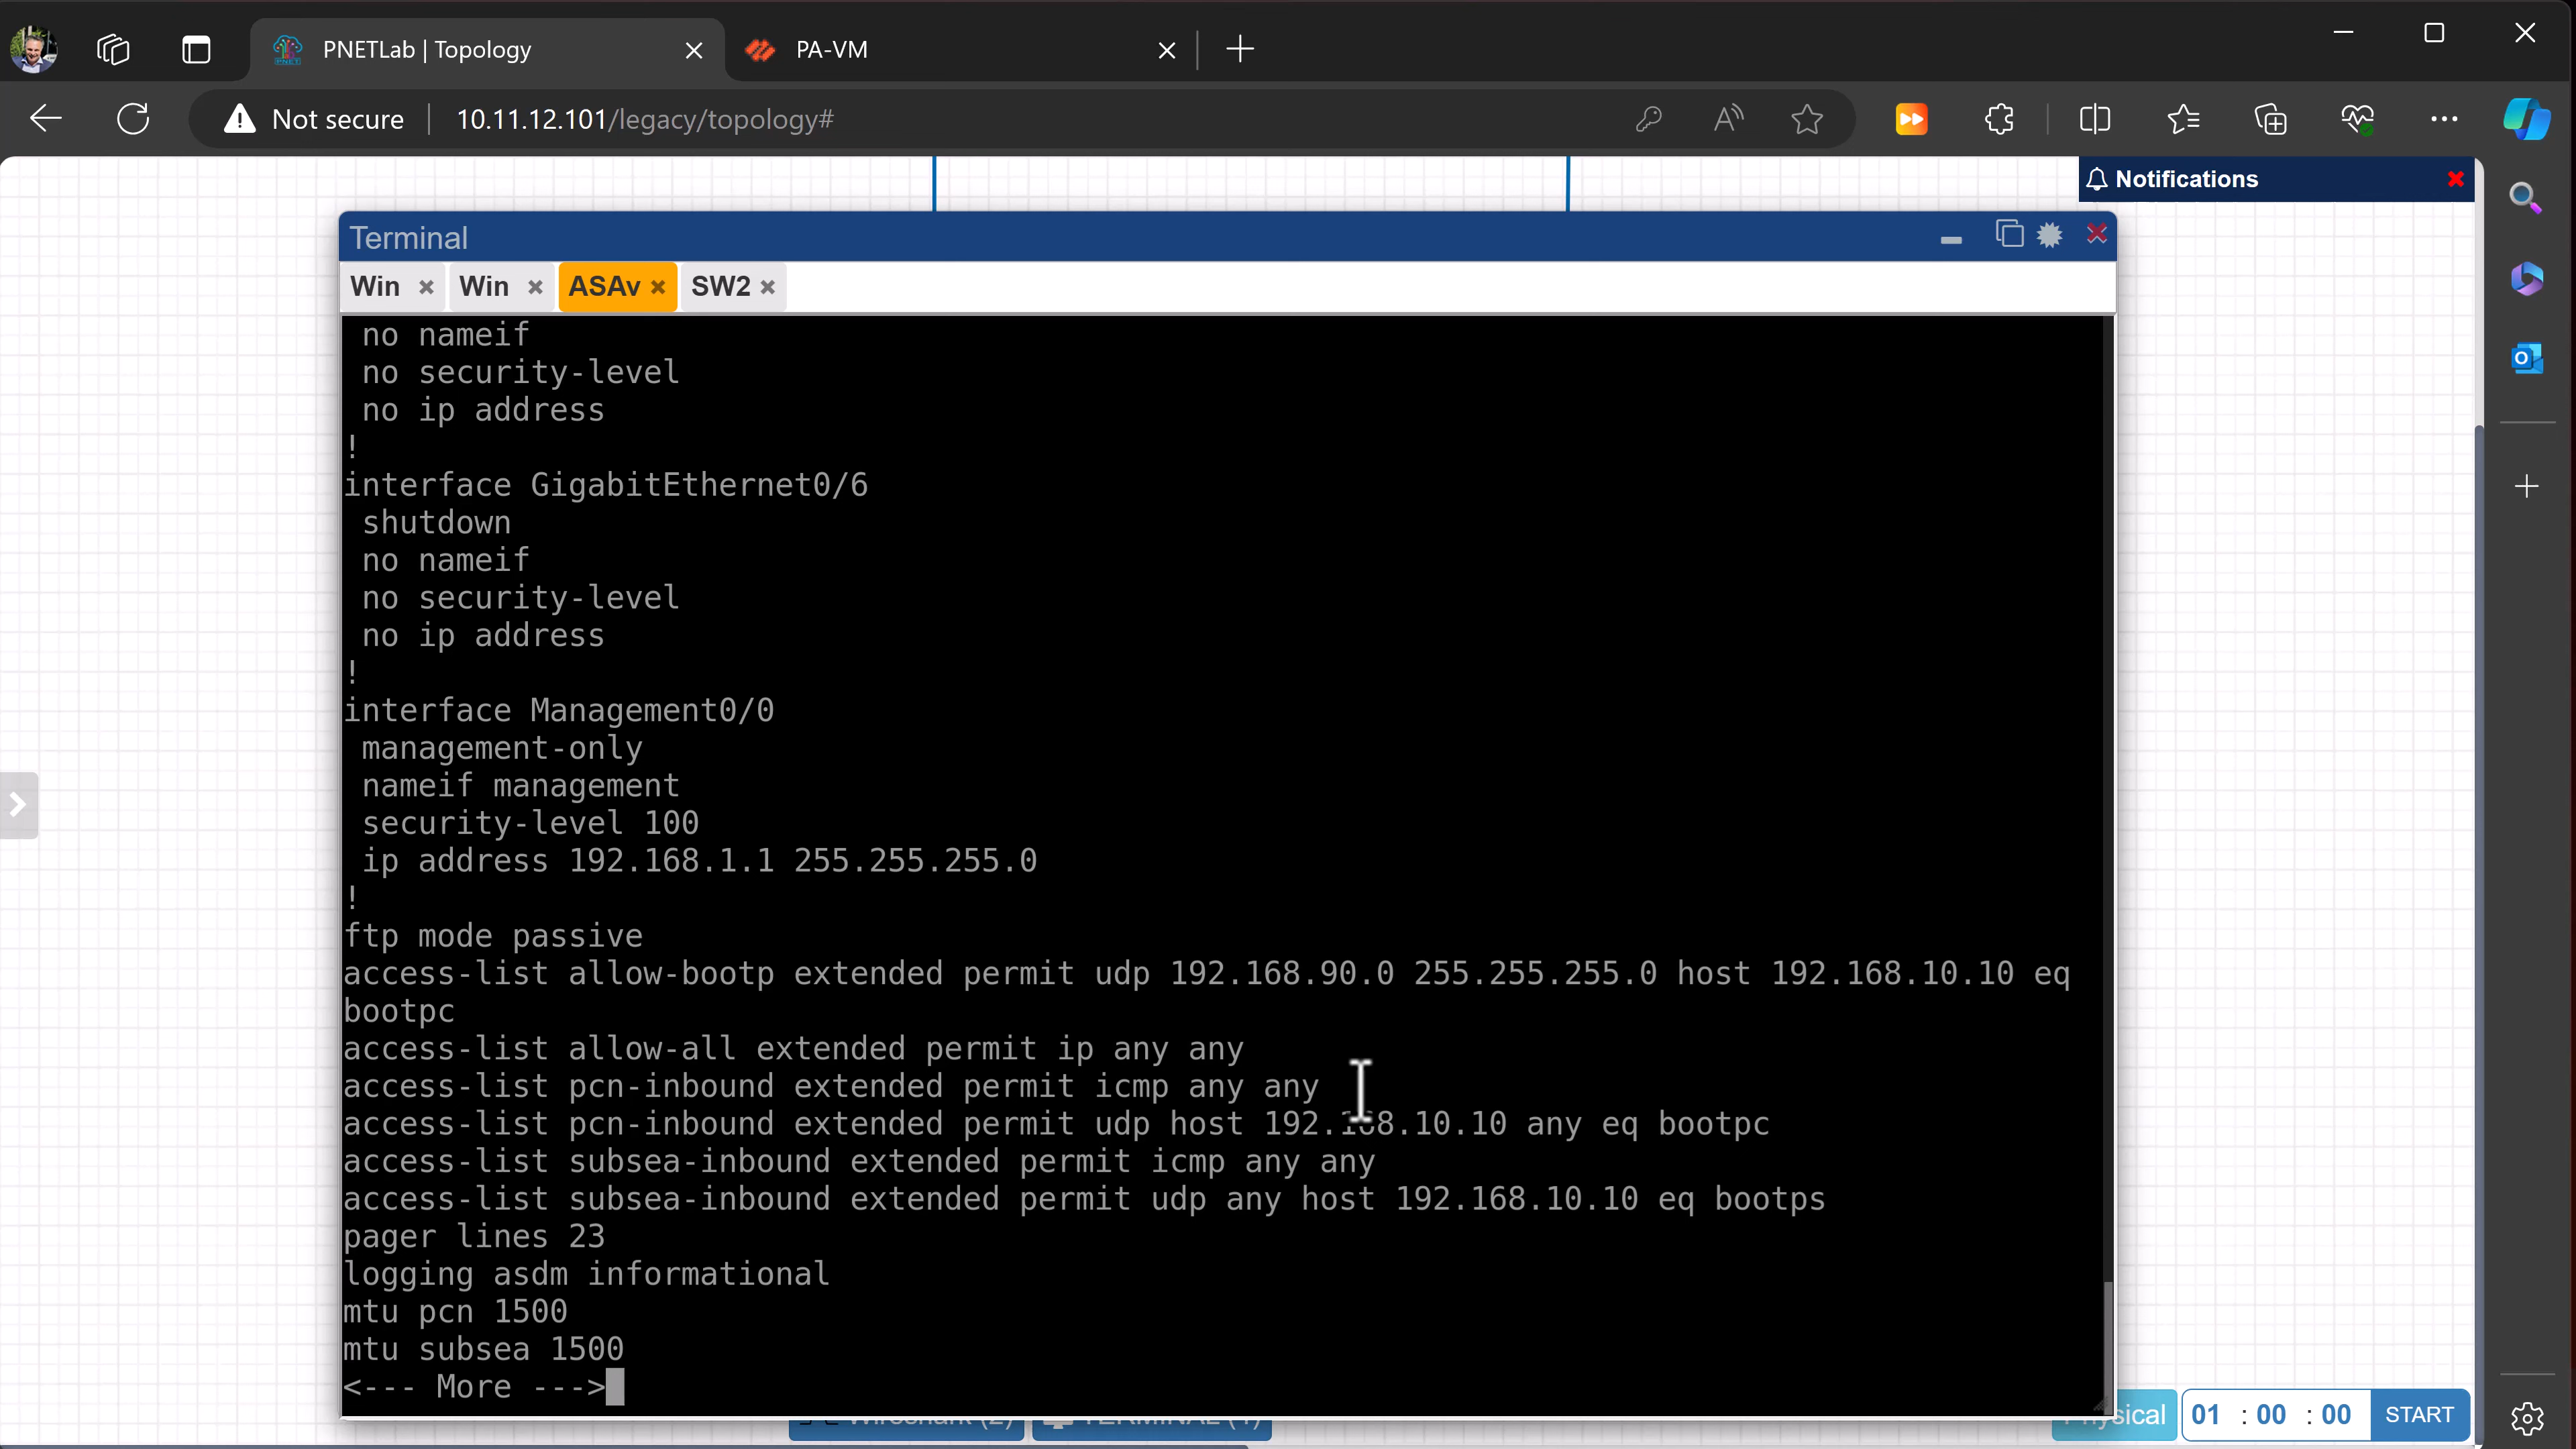 PNETLab | Topology
PA-VM
Not secure
10.11.12.101/legacy/topology#
Notifications
Terminal
Win
Win
ASAv
SW2
no nameif
no security-level
no ip address
!
interface GigabitEthernet0/6
shutdown
no nameif
no security-level
no ip address
!
interface Management0/0
management-only
nameif management
security-level 100
ip address 192.168.1.1 255.255.255.0
!
ftp mode passive
access-list allow-bootp extended permit udp 192.168.90.0 255.255.255.0 host 192.168.10.10 eq
bootpc
access-list allow-all extended permit ip any any
access-list pcn-inbound extended permit icmp any any
access-list pcn-inbound extended permit udp host 192.168.10.10 any eq bootpc
access-list subsea-inbound extended permit icmp any any
access-list subsea-inbound extended permit udp any host 192.168.10.10 eq bootps
pager lines 23
logging asdm informational
mtu pcn 1500
mtu subsea 1500
<--- More --->
01 : 00 : 00
START